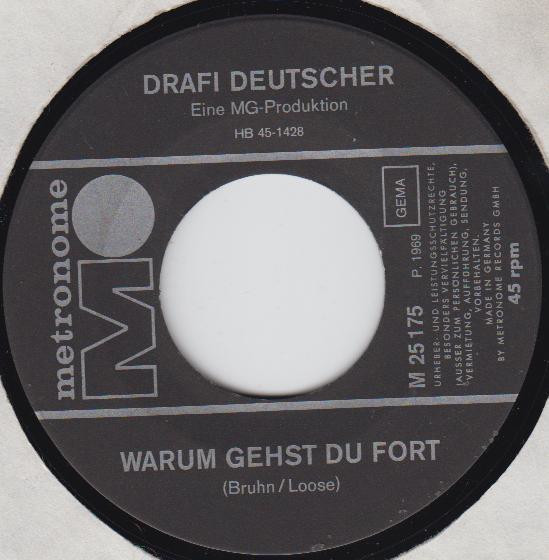 DRAFI DEUTSCHER
Eine MG-Produktion
HB 45-1428
metronome
M
GEMA
M 25 175 P. 1969
URHEBER- UND LEISTUNGSSCHUTZRECHTE,
BESONDERS VERVIELFÄLTIGUNG
(AUSSER ZUM PERSÖNLICHEN GEBRAUCH),
VERMIETUNG, AUFFÜHRUNG, SENDUNG,
VORBEHALTEN.
MADE IN GERMANY
BY METRONOME RECORDS GMBH
45 rpm
WARUM GEHST DU FORT
(Bruhn / Loose)